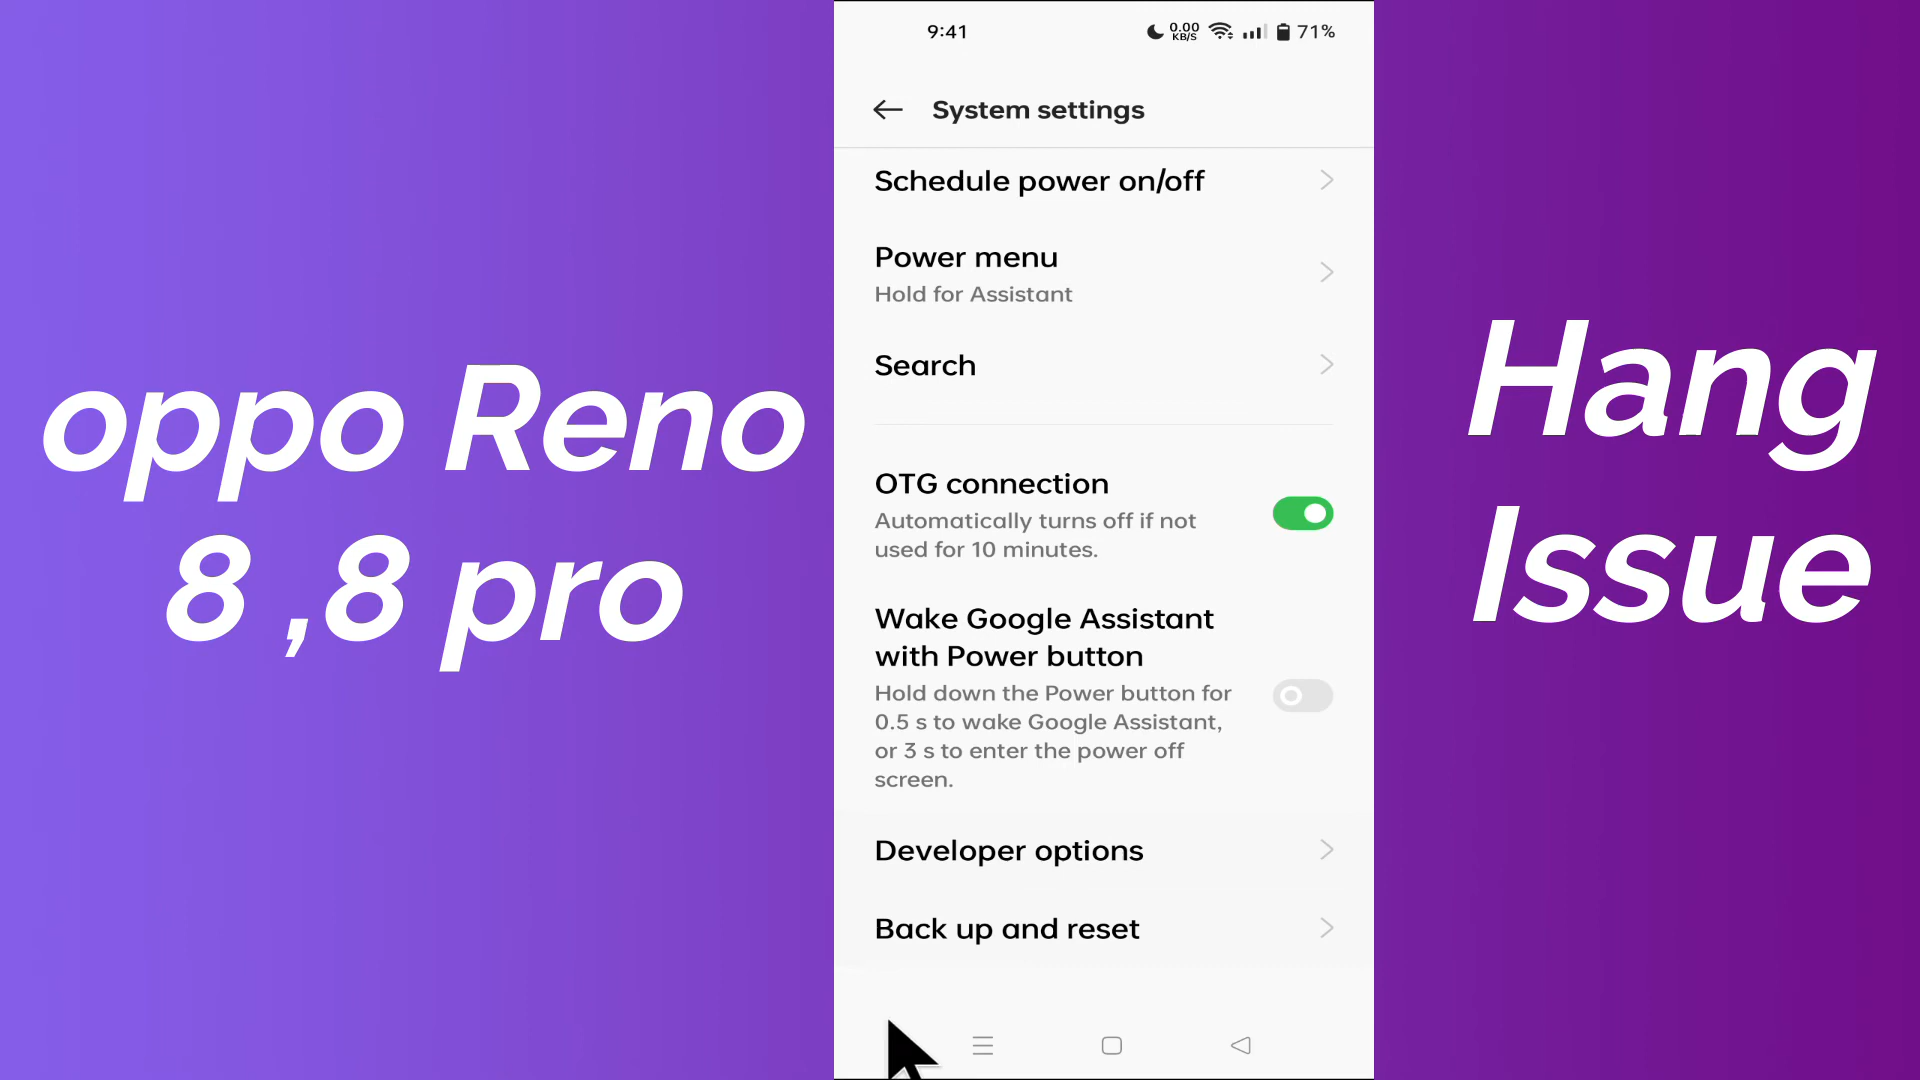 9:41
0.00
KB/S
71%
System settings
Schedule power on/off
Power menu
Hold for Assistant
Search
OTG connection
Automatically turns off if not
used for 10 minutes.
Wake Google Assistant
with Power button
Hold down the Power button for
0.5 s to wake Google Assistant,
or 3 s to enter the power off
screen.
Developer options
Back up and reset
oppo Reno
8 ,8 pro
Hang
Issue